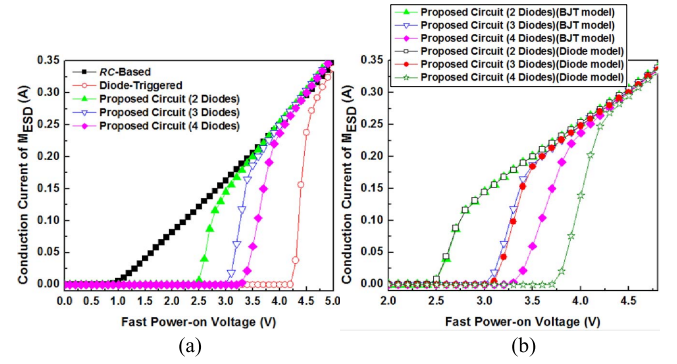 (a)
RC-Based
Diode-Triggered
Proposed Circuit (2 Diodes)
Proposed Circuit (3 Diodes)
Proposed Circuit (4 Diodes)
Conduction Current of MESD (A)
0.35
0.30
0.25
0.20
0.15
0.10
0.05
0.00
0.0 0.5 1.0 1.5 2.0 2.5 3.0 3.5 4.0 4.5 5.0
Fast Power-on Voltage (V)
(a)
(b)
Proposed Circuit (2 Diodes)(BJT model)
Proposed Circuit (3 Diodes)(BJT model)
Proposed Circuit (4 Diodes)(BJT model)
Proposed Circuit (2 Diodes)(Diode model)
Proposed Circuit (3 Diodes)(Diode model)
Proposed Circuit (4 Diodes)(Diode model)
Conduction Current of MESD (A)
0.35
0.30
0.25
0.20
0.15
0.10
0.05
0.00
2.0 2.5 3.0 3.5 4.0 4.5
Fast Power-on Voltage (V)
(b)